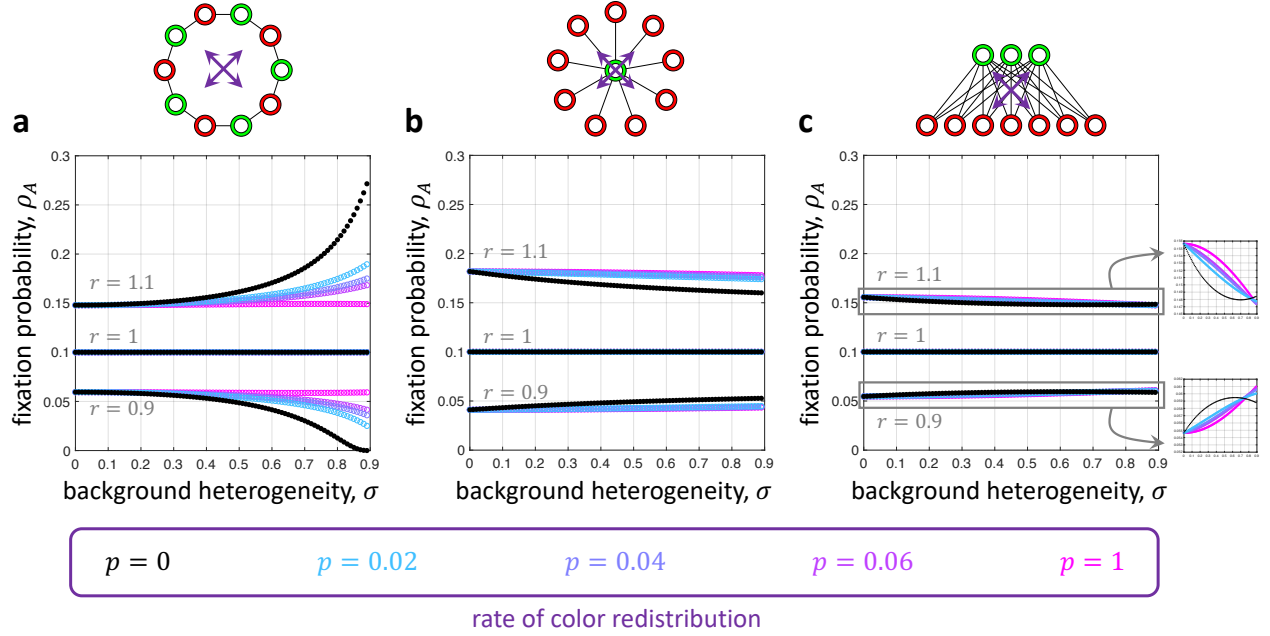 a
b
c
fixation probability, ρ_A
0.3
0.25
0.2
0.15
0.1
0.05
0
r = 1.1
r = 1
r = 0.9
0 0.1 0.2 0.3 0.4 0.5 0.6 0.7 0.8 0.9
background heterogeneity, σ
fixation probability, ρ_A
0.3
0.25
0.2
0.15
0.1
0.05
0
r = 1.1
r = 1
r = 0.9
0 0.1 0.2 0.3 0.4 0.5 0.6 0.7 0.8 0.9
background heterogeneity, σ
fixation probability, ρ_A
0.3
0.25
0.2
0.15
0.1
0.05
0
r = 1.1
r = 1
r = 0.9
0 0.1 0.2 0.3 0.4 0.5 0.6 0.7 0.8 0.9
background heterogeneity, σ
p = 0 p = 0.02 p = 0.04 p = 0.06 p = 1
rate of color redistribution